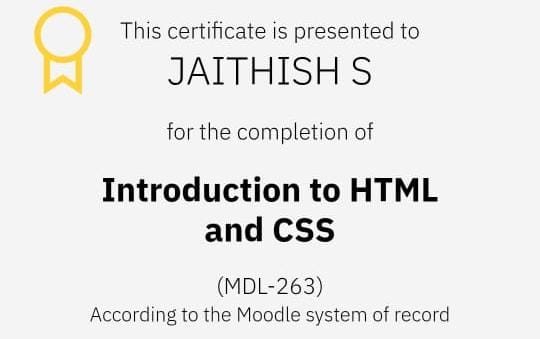 This certificate is presented to
JAITHISH S
for the completion of
Introduction to HTML
and CSS
(MDL-263)
According to the Moodle system of record